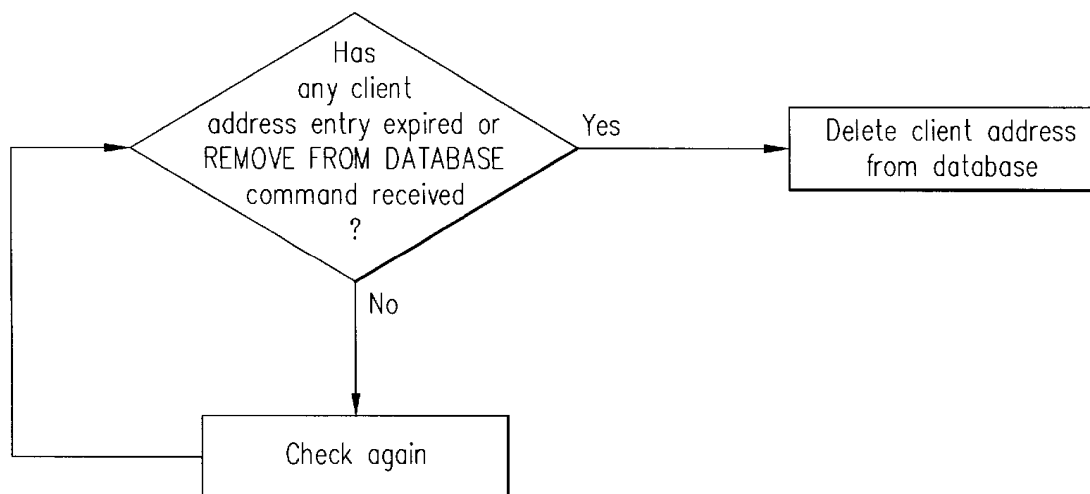 Has
any client
address entry expired or
REMOVE FROM DATABASE
command received
?
Yes
Delete client address
from database
No
Check again